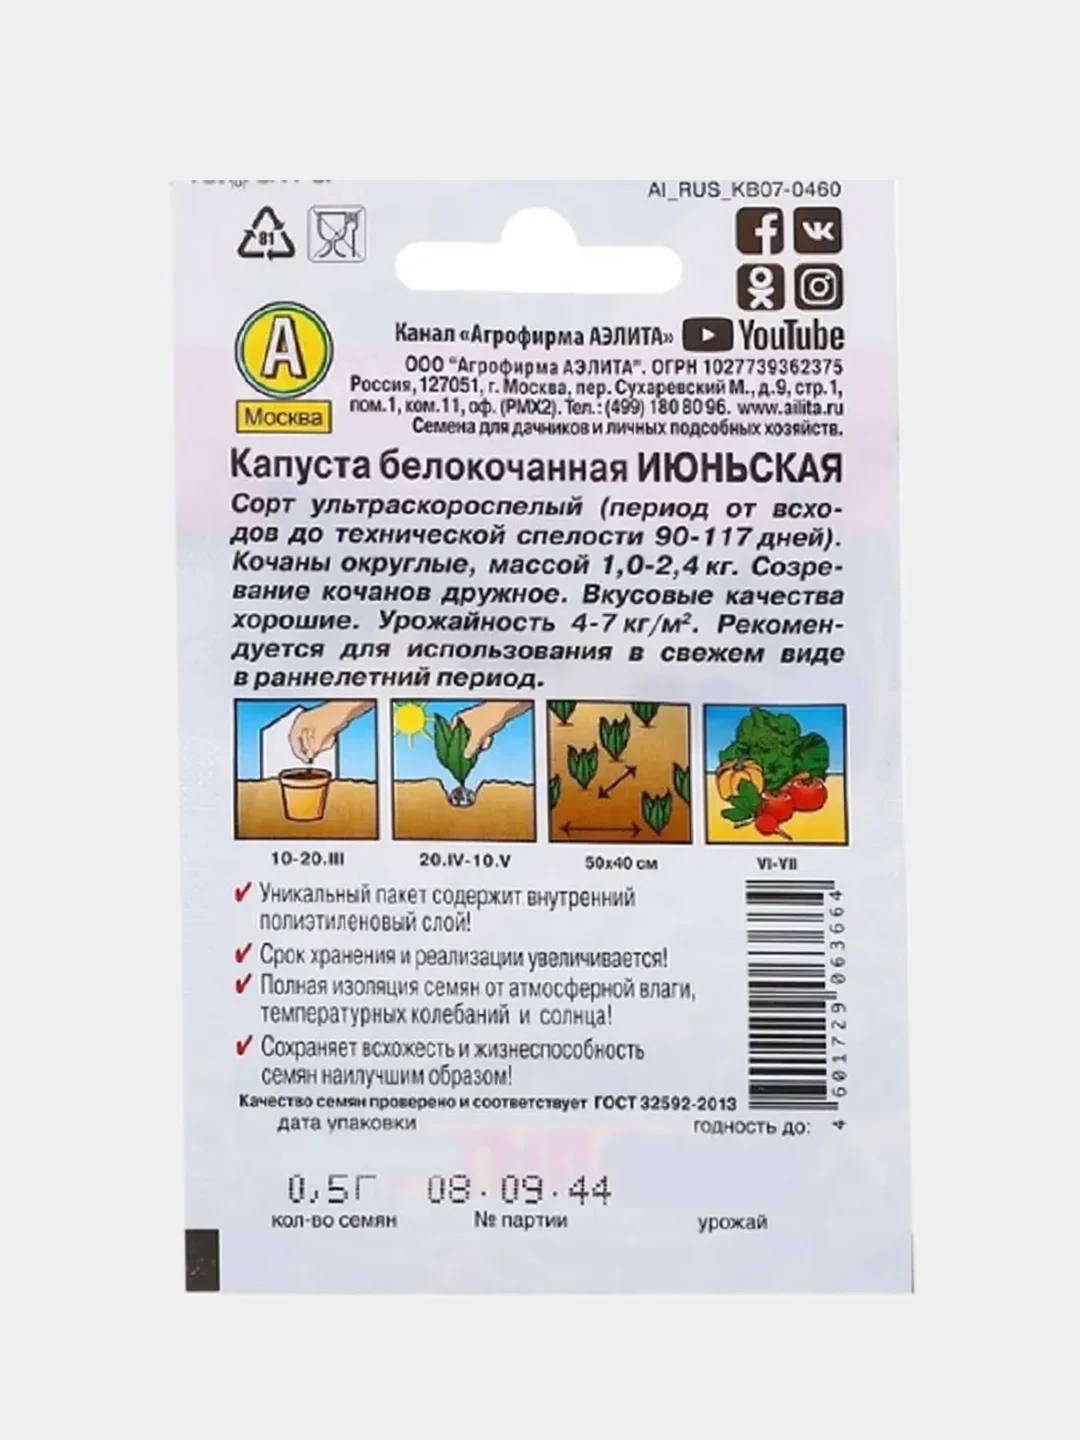 AI_RUS_KB07-0460
81
А
Москва
Канал «Агрофирма АЭЛИТА» YouTube
ООО "Агрофирма АЭЛИТА". ОГРН 1027739362375
Россия, 127051, г. Москва, пер. Сухаревский М., д.9, стр.1,
пом.1, ком.11, оф. (РМХ2). Тел.: (499) 180 80 96. www.ailita.ru
Семена для дачников и личных подсобных хозяйств.
Капуста белокочанная ИЮНЬСКАЯ
Сорт ультраскороспелый (период от всхо-
дов до технической спелости 90-117 дней).
Кочаны округлые, массой 1,0-2,4 кг. Созре-
вание кочанов дружное. Вкусовые качества
хорошие. Урожайность 4-7 кг/м². Рекомен-
дуется для использования в свежем виде
в раннелетний период.
10-20.III 20.IV-10.V 50x40 см VI-VII
✓ Уникальный пакет содержит внутренний
полиэтиленовый слой!
✓ Срок хранения и реализации увеличивается!
✓ Полная изоляция семян от атмосферной влаги,
температурных колебаний и солнца!
✓ Сохраняет всхожесть и жизнеспособность
семян наилучшим образом!
4 601729 063664
Качество семян проверено и соответствует ГОСТ 32592-2013
дата упаковки годность до:
0,5Г 08.09.44
кол-во семян № партии урожай